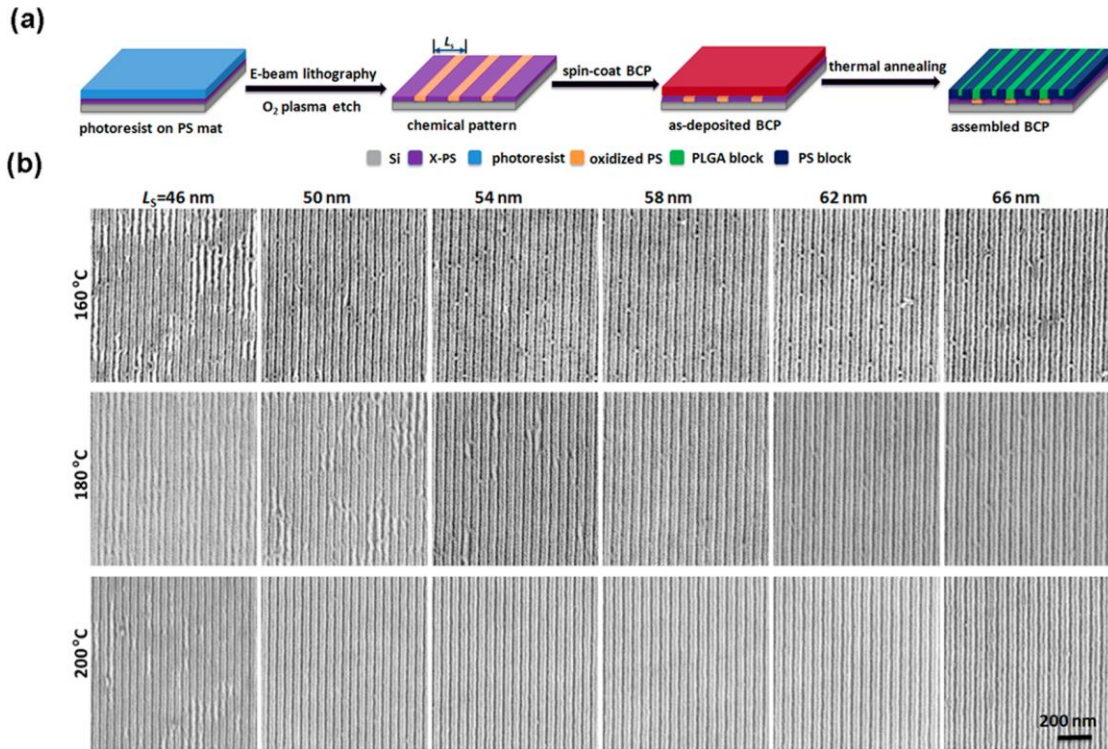 (a)
Ls
E-beam lithography
O2 plasma etch
spin-coat BCP
thermal annealing
photoresist on PS mat
chemical pattern
as-deposited BCP
assembled BCP
Si X-PS photoresist oxidized PS PLGA block PS block
(b)
LS=46 nm 50 nm 54 nm 58 nm 62 nm 66 nm
160°C
180°C
200°C
200 nm